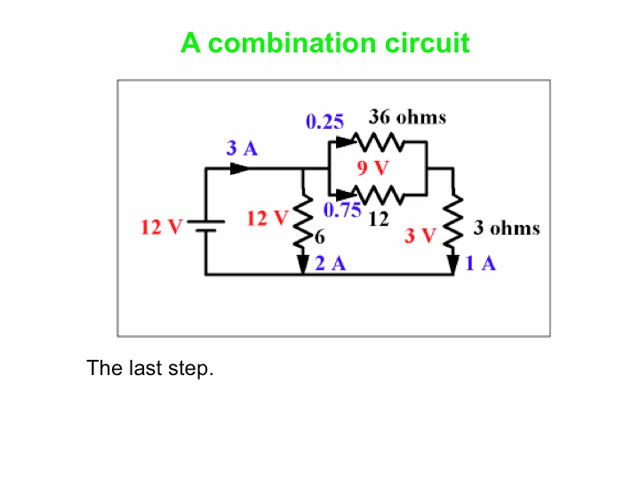 A combination circuit
0.25
36 ohms
3 A
9 V
12 V
12 V
0.75
12
6
3 V
3 ohms
2 A
1 A
The last step.